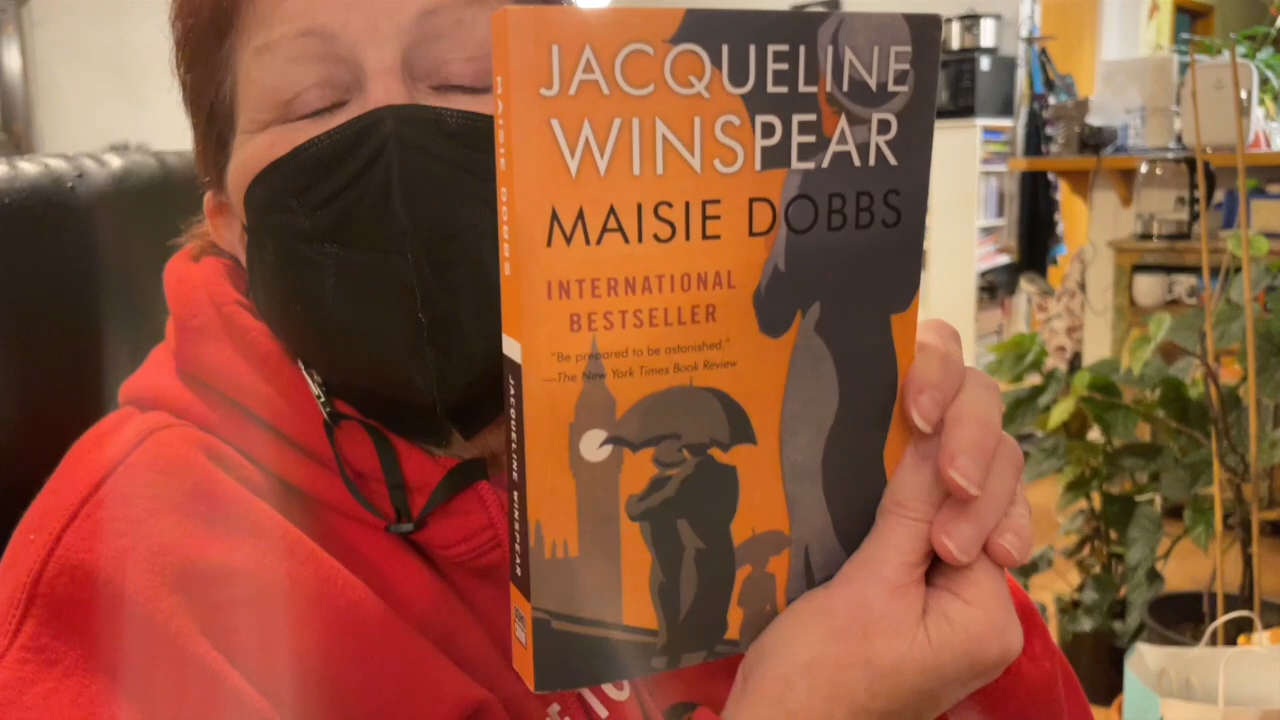 JACQUELINE
WINSPEAR
MAISIE DOBBS
INTERNATIONAL
BESTSELLER
"Be prepared to be astonished."
—The New York Times Book Review
MAISIE DOBBS
JACQUELINE WINSPEAR